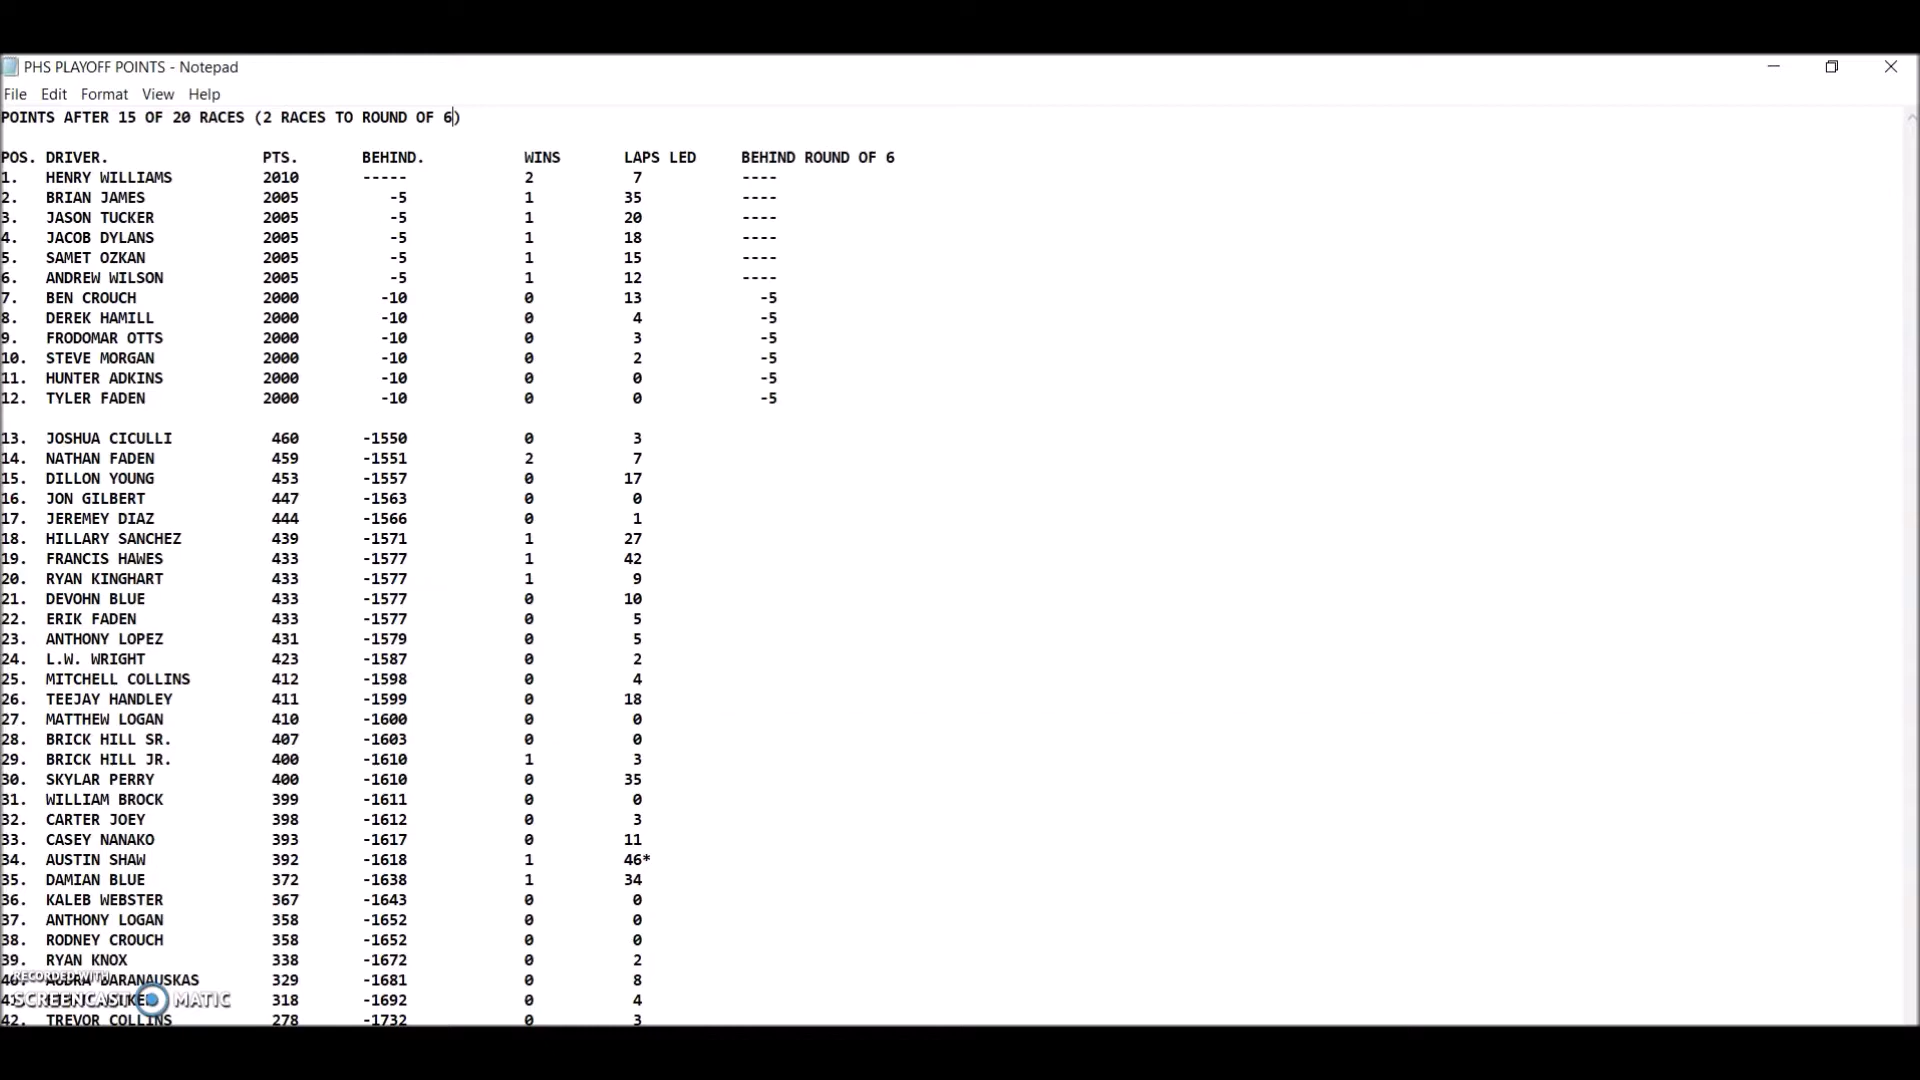 PHS PLAYOFF POINTS - Notepad
File Edit Format View Help
POINTS AFTER 15 OF 20 RACES (2 RACES TO ROUND OF 6)
POS. DRIVER. PTS. BEHIND. WINS LAPS LED BEHIND ROUND OF 6
1. HENRY WILLIAMS 2010 ----- 2 7 ----
2. BRIAN JAMES 2005 -5 1 35 ----
3. JASON TUCKER 2005 -5 1 20 ----
4. JACOB DYLANS 2005 -5 1 18 ----
5. SAMET OZKAN 2005 -5 1 15 ----
6. ANDREW WILSON 2005 -5 1 12 ----
7. BEN CROUCH 2000 -10 0 13 -5
8. DEREK HAMILL 2000 -10 0 4 -5
9. FRODOMAR OTTS 2000 -10 0 3 -5
10. STEVE MORGAN 2000 -10 0 2 -5
11. HUNTER ADKINS 2000 -10 0 0 -5
12. TYLER FADEN 2000 -10 0 0 -5
13. JOSHUA CICULLI 460 -1550 0 3
14. NATHAN FADEN 459 -1551 2 7
15. DILLON YOUNG 453 -1557 0 17
16. JON GILBERT 447 -1563 0 0
17. JEREMEY DIAZ 444 -1566 0 1
18. HILLARY SANCHEZ 439 -1571 1 27
19. FRANCIS HAWES 433 -1577 1 42
20. RYAN KINGHART 433 -1577 1 9
21. DEVOHN BLUE 433 -1577 0 10
22. ERIK FADEN 433 -1577 0 5
23. ANTHONY LOPEZ 431 -1579 0 5
24. L.W. WRIGHT 423 -1587 0 2
25. MITCHELL COLLINS 412 -1598 0 4
26. TEEJAY HANDLEY 411 -1599 0 18
27. MATTHEW LOGAN 410 -1600 0 0
28. BRICK HILL SR. 407 -1603 0 0
29. BRICK HILL JR. 400 -1610 1 3
30. SKYLAR PERRY 400 -1610 0 35
31. WILLIAM BROCK 399 -1611 0 0
32. CARTER JOEY 398 -1612 0 3
33. CASEY NANAKO 393 -1617 0 11
34. AUSTIN SHAW 392 -1618 1 46*
35. DAMIAN BLUE 372 -1638 1 34
36. KALEB WEBSTER 367 -1643 0 0
37. ANTHONY LOGAN 358 -1652 0 0
38. RODNEY CROUCH 358 -1652 0 0
39. RYAN KNOX 338 -1672 0 2
RECORDED WITH
40. BARANAUSKAS 329 -1681 0 8
41. 318 -1692 0 4
SCREENCAST MATIC
42. TREVOR COLLINS 278 -1732 0 3